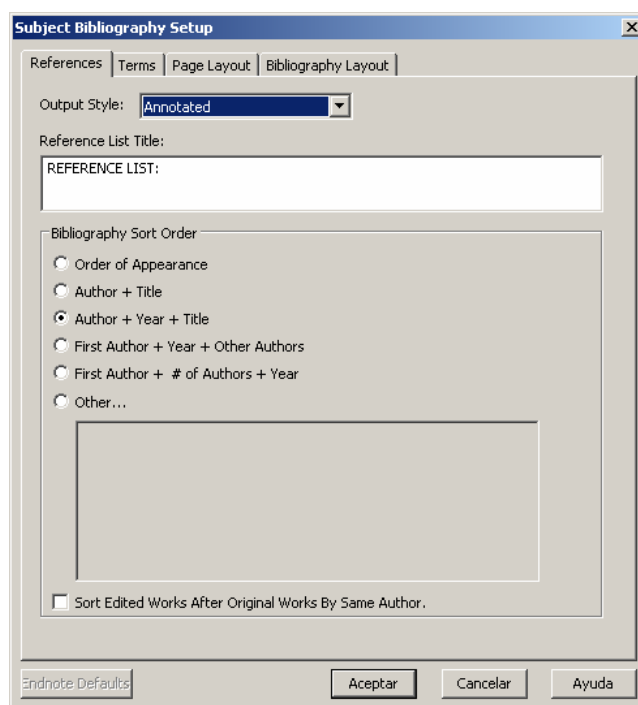 Subject Bibliography Setup
References Terms Page Layout Bibliography Layout
Output Style: Annotated
Reference List Title:
REFERENCE LIST:
Bibliography Sort Order
Order of Appearance
Author + Title
Author + Year + Title
First Author + Year + Other Authors
First Author + # of Authors + Year
Other...
Sort Edited Works After Original Works By Same Author.
Endnote Defaults Aceptar Cancelar Ayuda